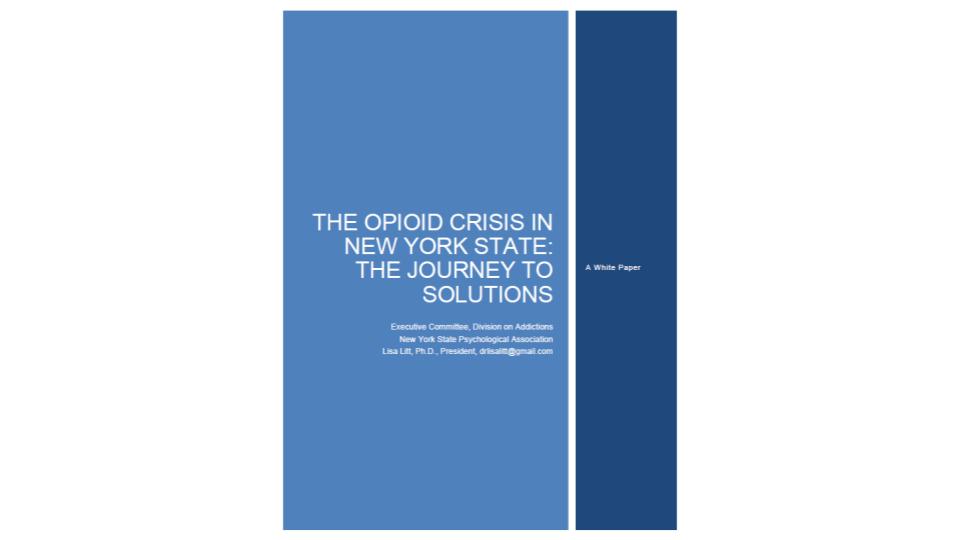 THE OPIOID CRISIS IN
NEW YORK STATE:
THE JOURNEY TO
SOLUTIONS
Executive Committee, Division on Addictions
New York State Psychological Association
Lisa Litt, Ph.D., President, drlisalitt@gmail.com
A White Paper